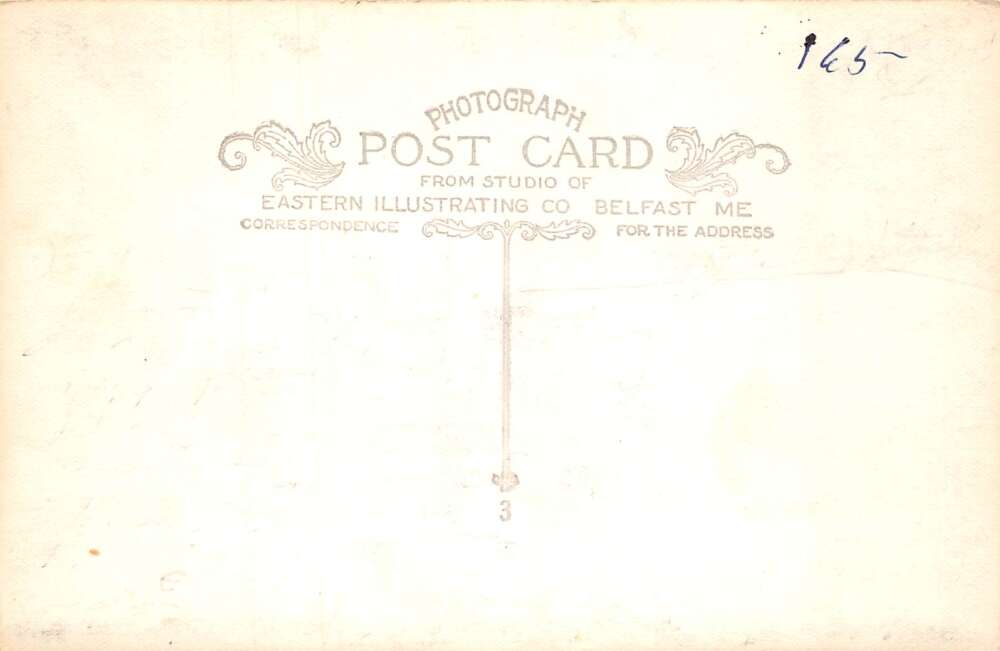 165
PHOTOGRAPH
POST CARD
FROM STUDIO OF
EASTERN ILLUSTRATING CO BELFAST ME
CORRESPONDENCE FOR THE ADDRESS
3